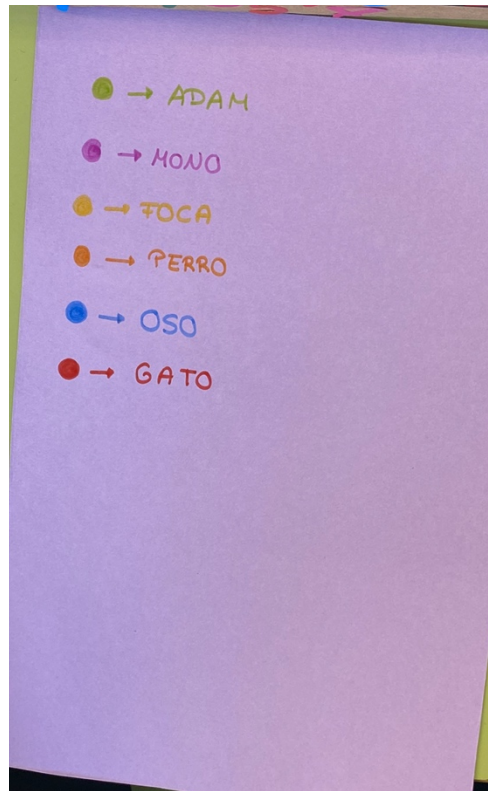 → ADAM
→ MONO
→ FOCA
→ PERRO
→ OSO
→ GATO